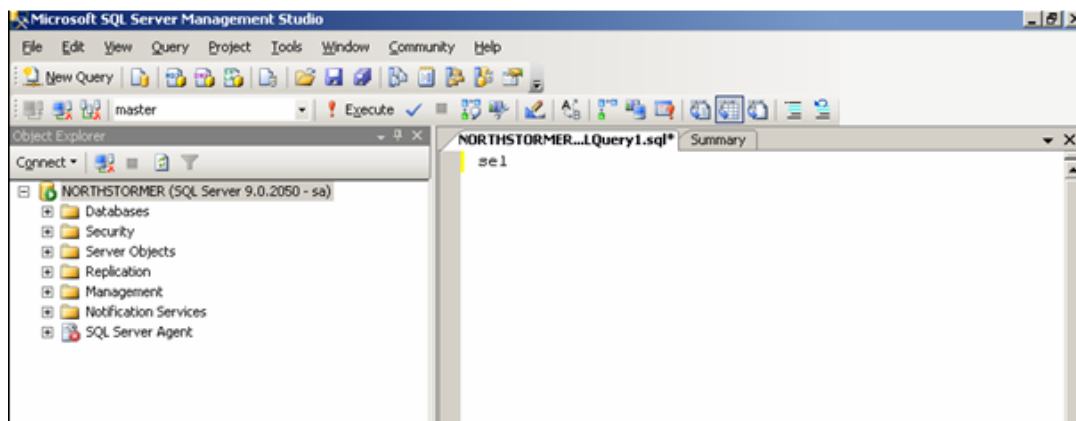 Microsoft SQL Server Management Studio
File Edit View Query Project Tools Window Community Help
New Query
master Execute
Object Explorer
NORTHSTORMER...LQuery1.sql* Summary
Connect
sel
NORTHSTORMER (SQL Server 9.0.2050 - sa)
Databases
Security
Server Objects
Replication
Management
Notification Services
SQL Server Agent